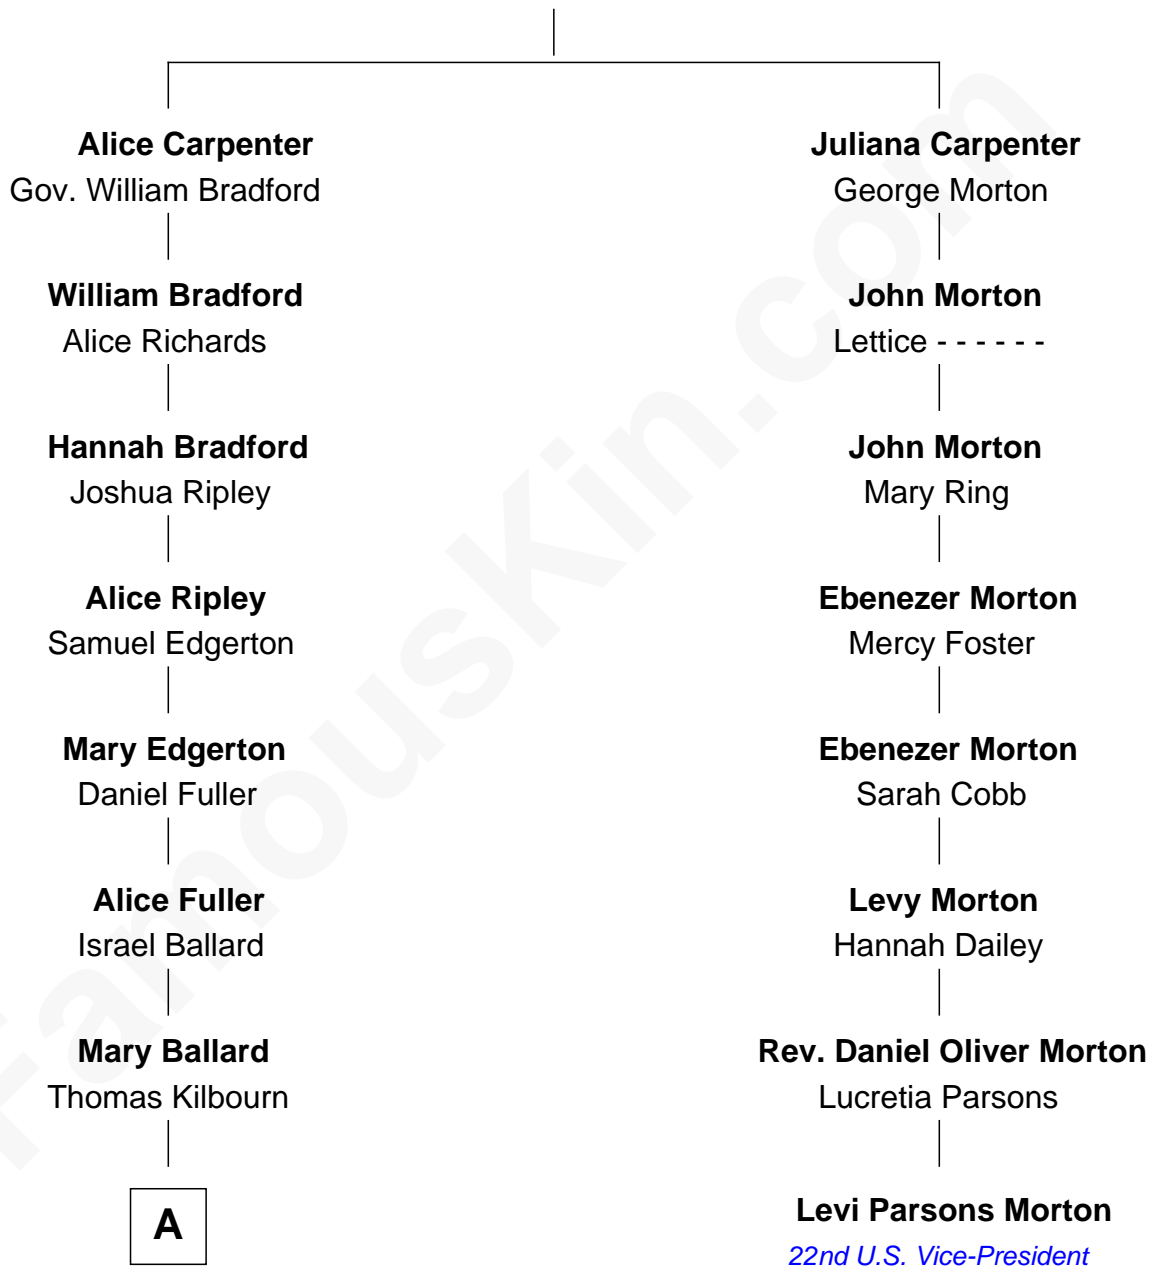 Alice Carpenter
Gov. William Bradford
William Bradford
Alice Richards
Hannah Bradford
Joshua Ripley
Alice Ripley
Samuel Edgerton
Mary Edgerton
Daniel Fuller
Alice Fuller
Israel Ballard
Mary Ballard
Thomas Kilbourn
A
Juliana Carpenter
George Morton
John Morton
Lettice - - - - - -
John Morton
Mary Ring
Ebenezer Morton
Mercy Foster
Ebenezer Morton
Sarah Cobb
Levy Morton
Hannah Dailey
Rev. Daniel Oliver Morton
Lucretia Parsons
Levi Parsons Morton
22nd U.S. Vice-President
FamousKin.com